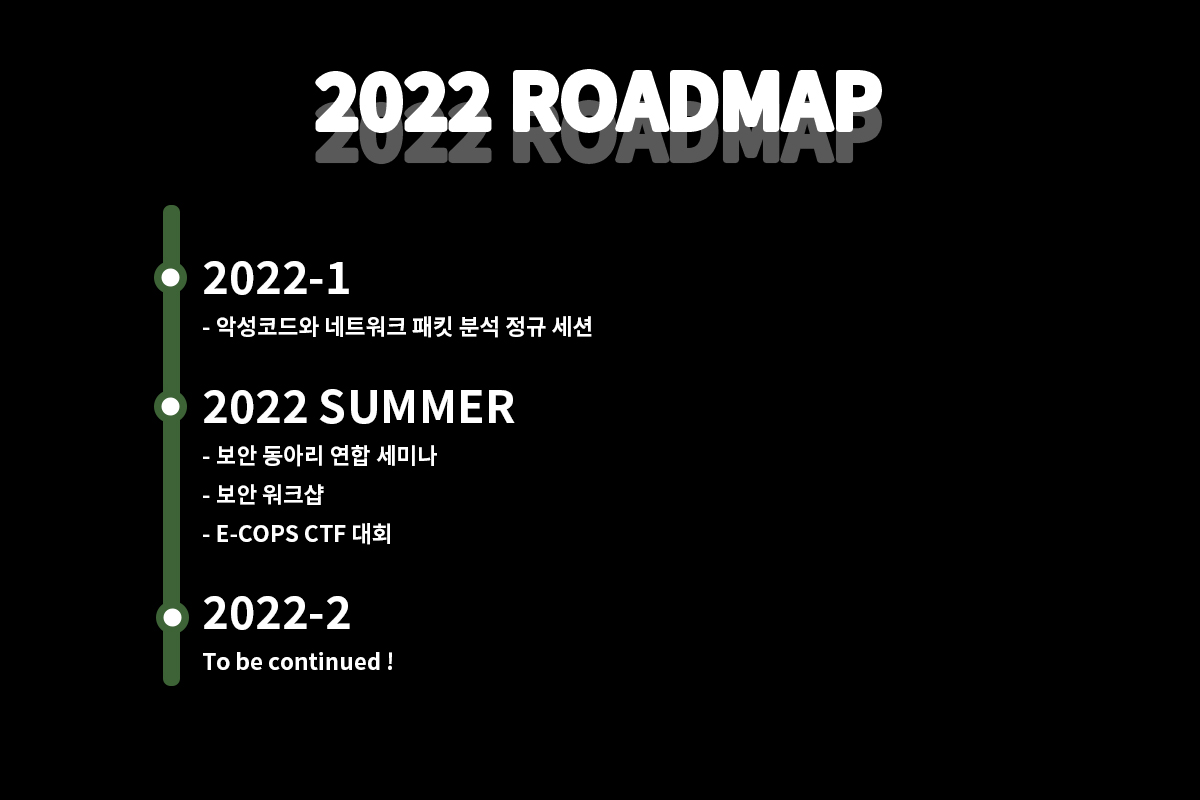 2022 ROADMAP
2022-1
- 악성코드와 네트워크 패킷 분석 정규 세션
2022 SUMMER
- 보안 동아리 연합 세미나
- 보안 워크샵
- E-COPS CTF 대회
2022-2
To be continued !